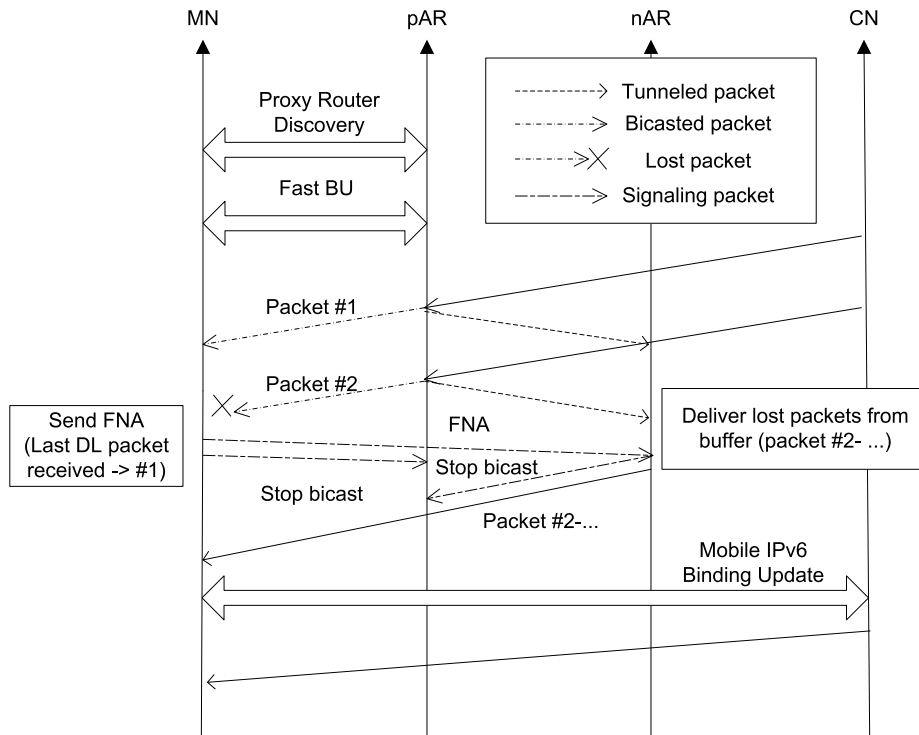 MN pAR nAR CN
Proxy Router
Discovery
Fast BU
Tunneled packet
Bicasted packet
Lost packet
Signaling packet
Packet #1
Packet #2
Send FNA
(Last DL packet
received -> #1)
FNA
Stop bicast
Stop bicast
Packet #2-...
Deliver lost packets from
buffer (packet #2- ...)
Mobile IPv6
Binding Update